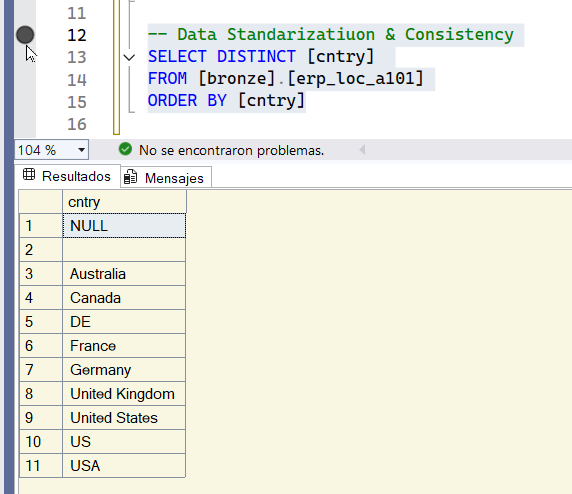 11
12 -- Data Standarizatiuon & Consistency
13 SELECT DISTINCT [cntry]
14 FROM [bronze].[erp_loc_a101]
15 ORDER BY [cntry]
16
104 % No se encontraron problemas.
Resultados Mensajes
cntry
1 NULL
2
3 Australia
4 Canada
5 DE
6 France
7 Germany
8 United Kingdom
9 United States
10 US
11 USA